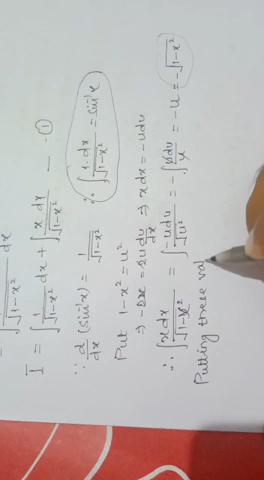 = ∫ 1/√(1-x²) dx
I = ∫ 1/√(1-x²) dx + ∫ x dx/√(1-x²) — ①
∵ d/dx (sin⁻¹x) = 1/√(1-x²) ∴ ∫ 1.dx/√(1-x²) = sin⁻¹x
Put 1-x² = u²
⇒ -2x = 2u du/dx ⇒ x dx = -u du
∴ ∫ x dx/√(1-x²) = ∫ -u du/√u² = -∫ u du/u = -u = -√(1-x²)
Putting these val